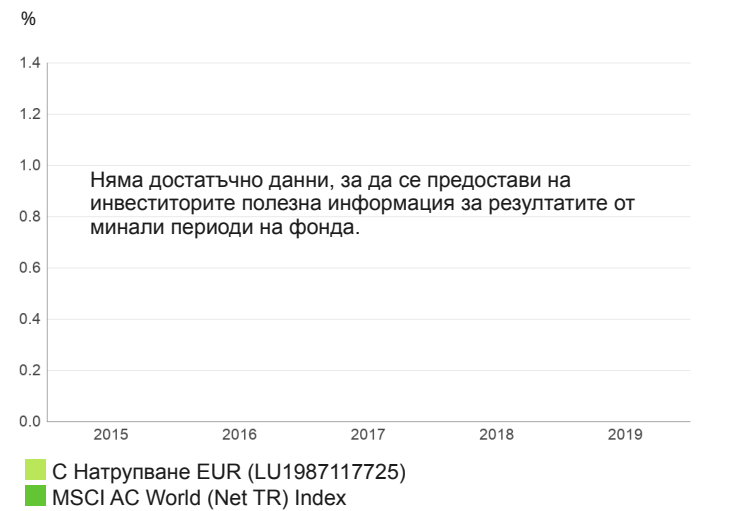 %
1.4
1.2
1.0
Няма достатъчно данни, за да се предостави на
инвеститорите полезна информация за резултатите от
минали периоди на фонда.
0.8
0.6
0.4
0.2
0.0
2015 2016 2017 2018 2019
C Натрупване EUR (LU1987117725)
MSCI AC World (Net TR) Index